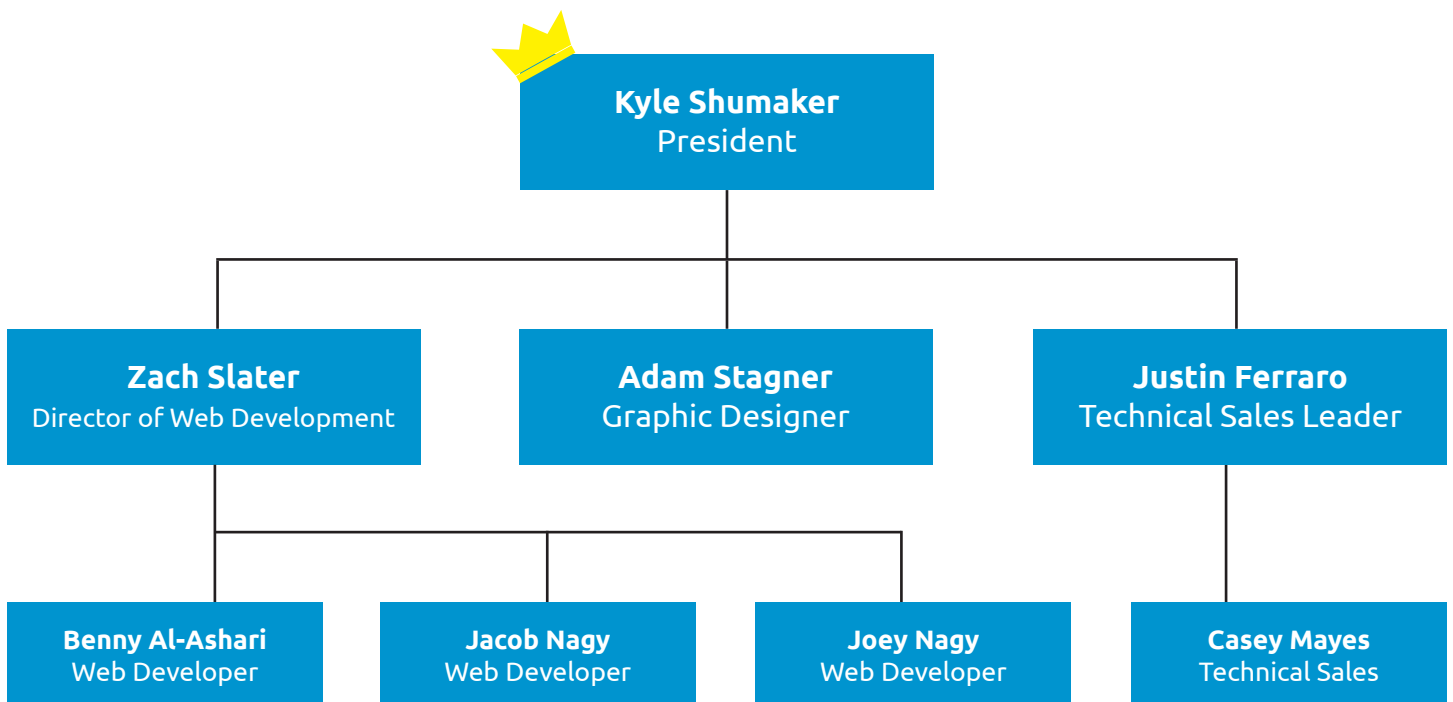 Kyle Shumaker
President
Zach Slater
Director of Web Development
Adam Stagner
Graphic Designer
Justin Ferraro
Technical Sales Leader
Benny Al-Ashari
Web Developer
Jacob Nagy
Web Developer
Joey Nagy
Web Developer
Casey Mayes
Technical Sales